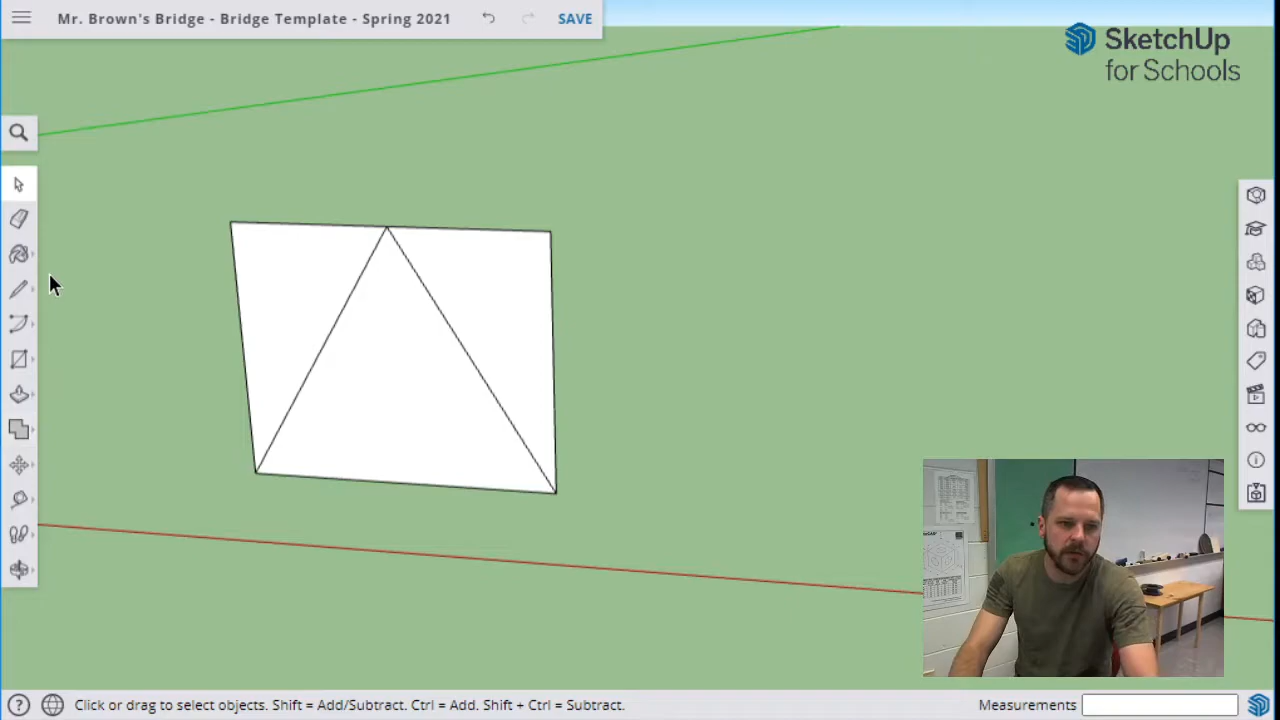 Mr. Brown's Bridge - Bridge Template - Spring 2021
SAVE
SketchUp
for Schools
Click or drag to select objects. Shift = Add/Subtract. Ctrl = Add. Shift + Ctrl = Subtract.
Measurements